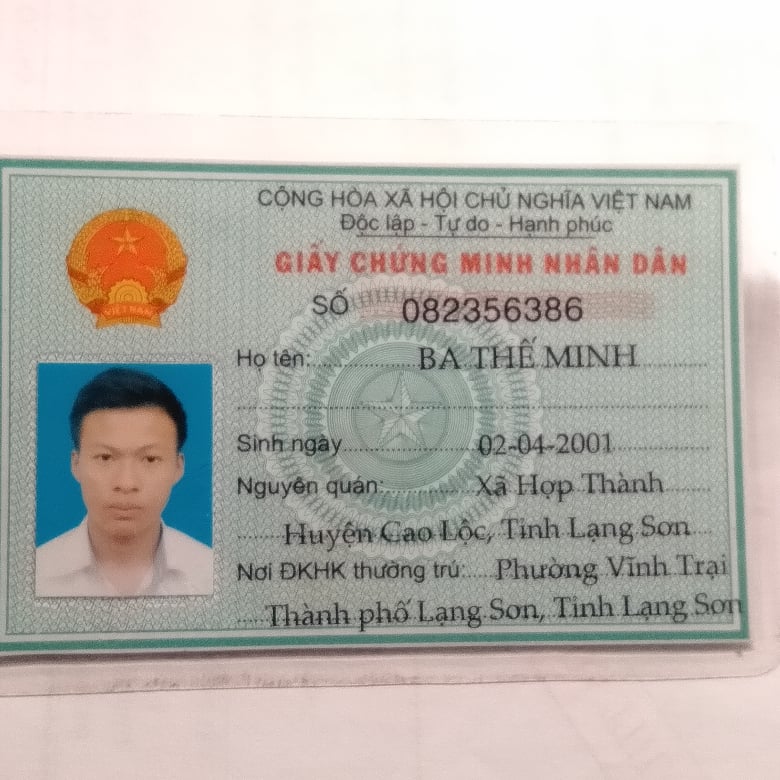 CỘNG HÒA XÃ HỘI CHỦ NGHĨA VIỆT NAM
Độc lập - Tự do - Hạnh phúc
GIẤY CHỨNG MINH NHÂN DÂN
SỐ 082356386
VIỆT NAM
Họ tên: BA THẾ MINH
Sinh ngày 02-04-2001
Nguyên quán: Xã Hợp Thành
Huyện Cao Lộc, Tỉnh Lạng Sơn
Nơi ĐKHK thường trú: Phường Vĩnh Trại
Thành phố Lạng Sơn, Tỉnh Lạng Sơn